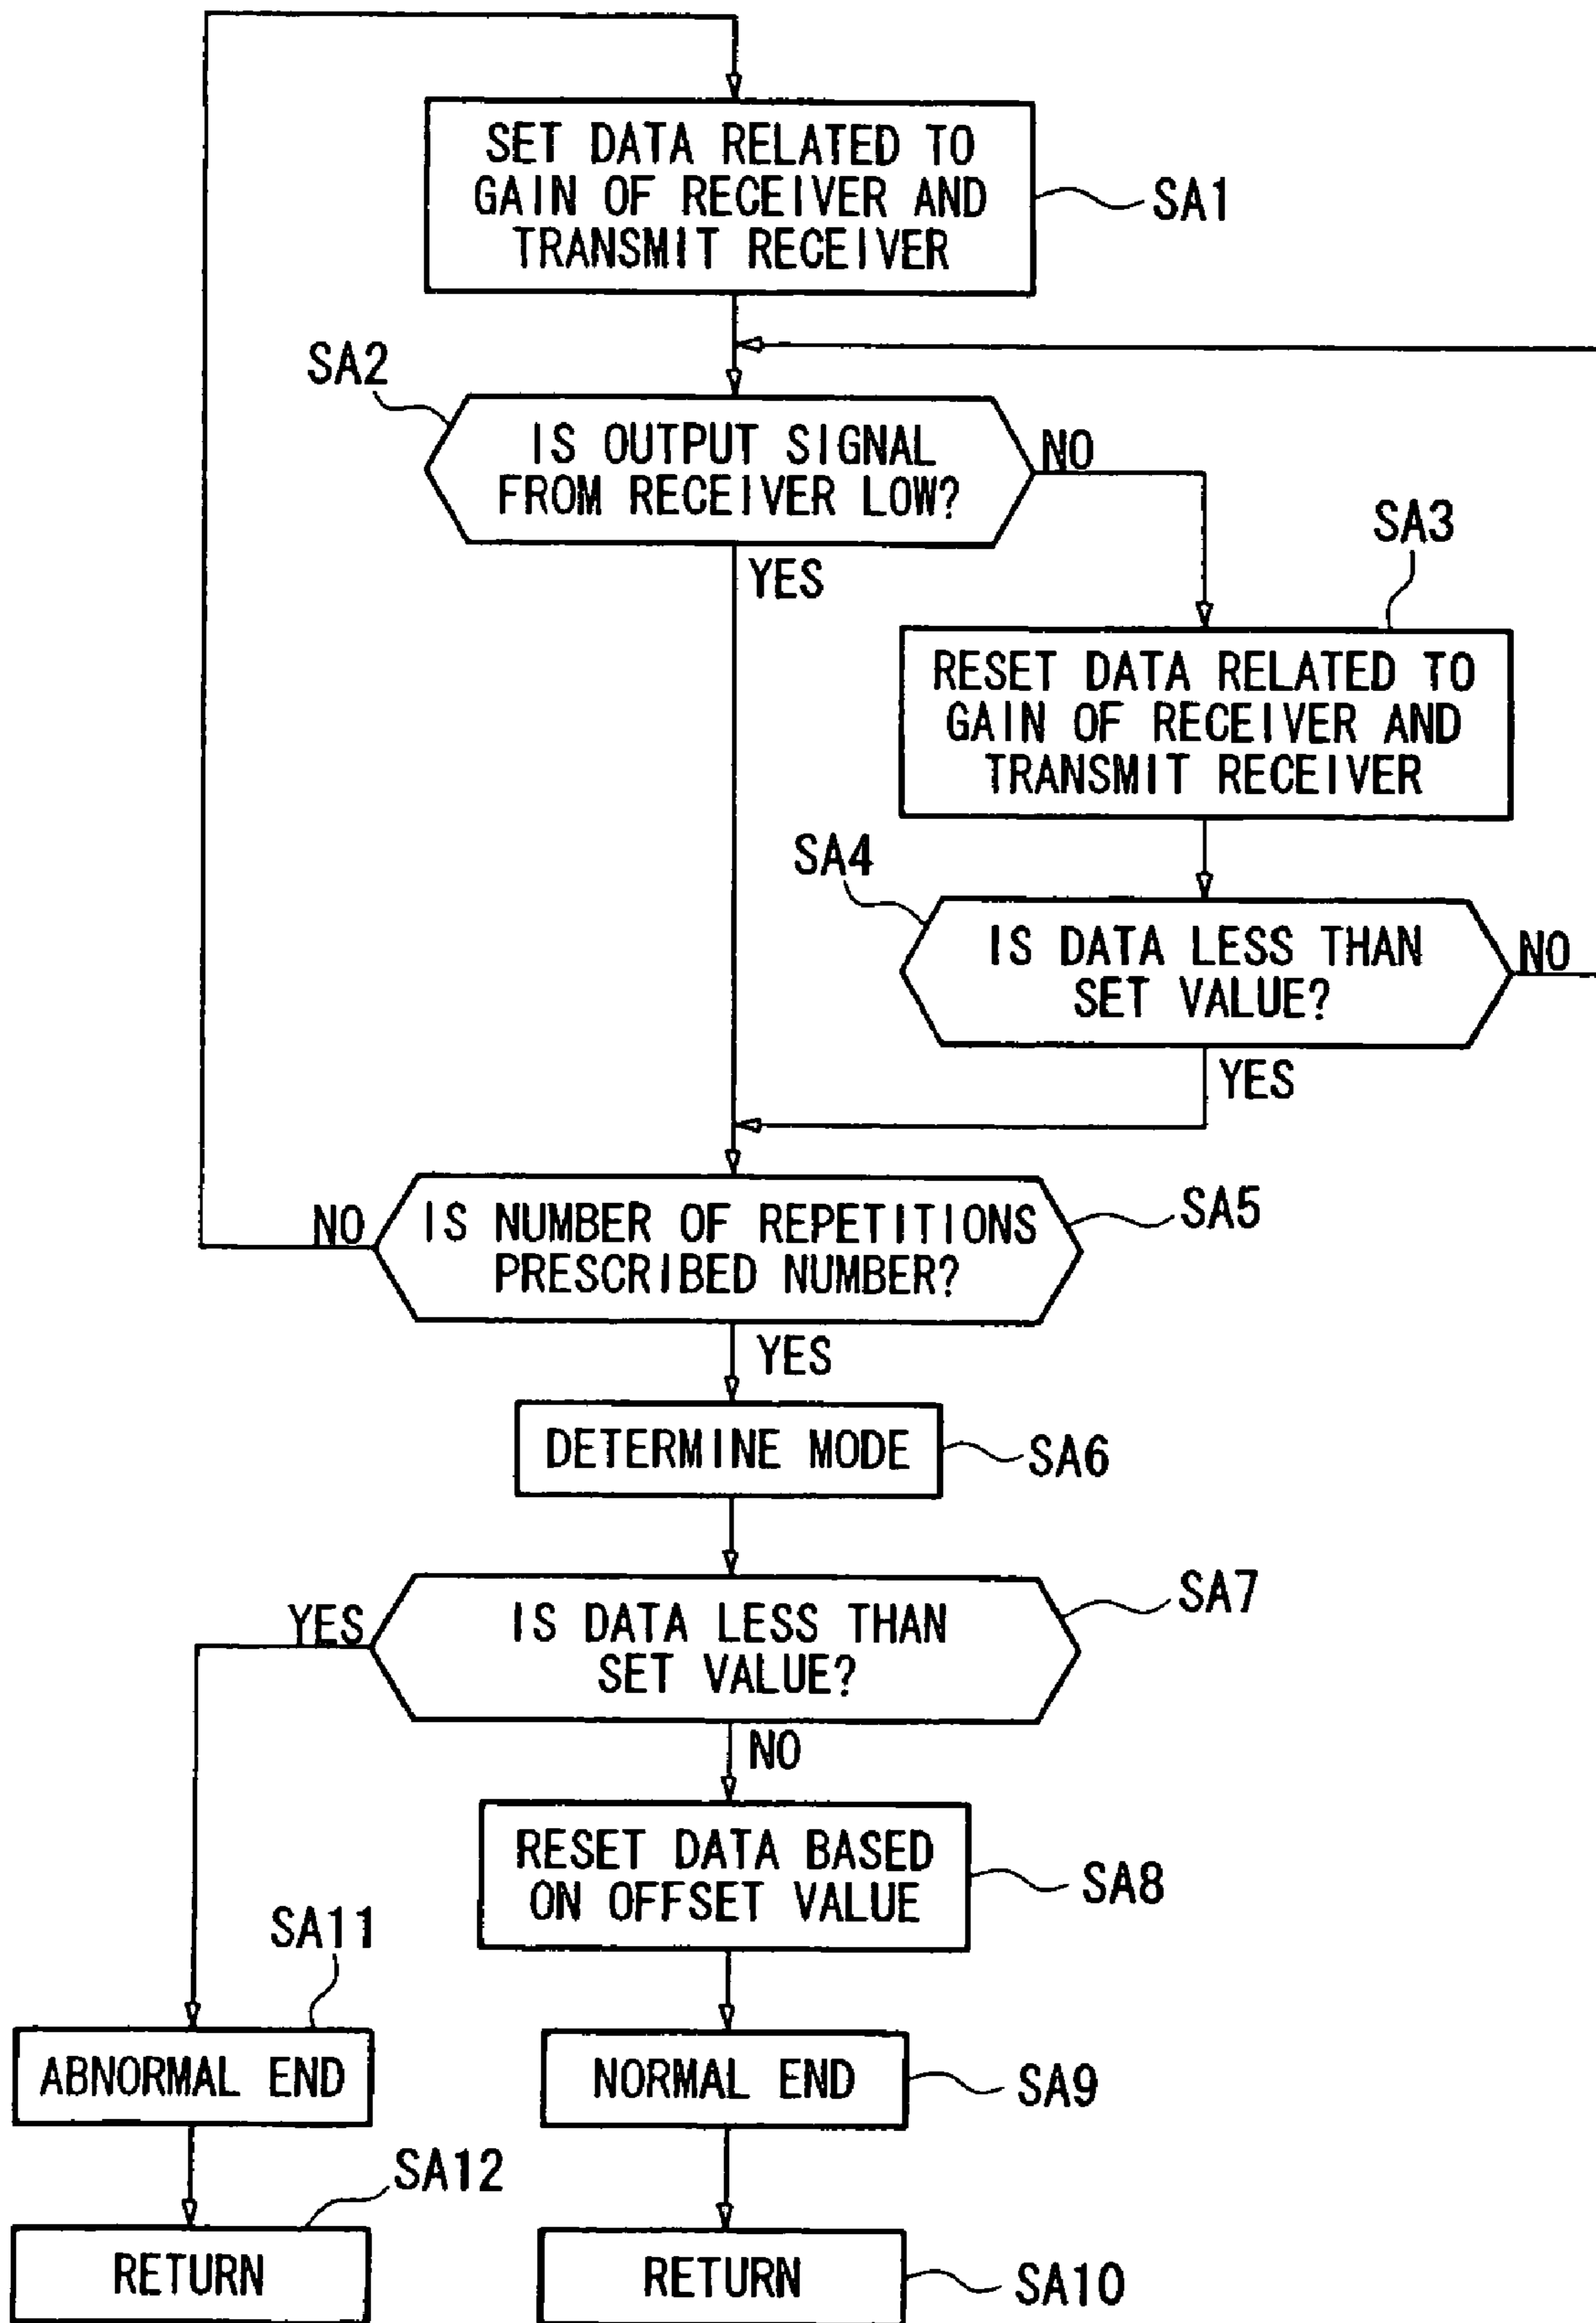 SET DATA RELATED TO
GAIN OF RECEIVER AND
TRANSMIT RECEIVER
SA1
SA2
IS OUTPUT SIGNAL
FROM RECEIVER LOW?
NO
YES
SA3
RESET DATA RELATED TO
GAIN OF RECEIVER AND
TRANSMIT RECEIVER
SA4
IS DATA LESS THAN
SET VALUE?
NO
YES
NO
IS NUMBER OF REPETITIONS
PRESCRIBED NUMBER?
SA5
YES
DETERMINE MODE
SA6
YES
IS DATA LESS THAN
SET VALUE?
SA7
NO
RESET DATA BASED
ON OFFSET VALUE
SA8
SA11
ABNORMAL END
NORMAL END
SA9
SA12
RETURN
RETURN
SA10